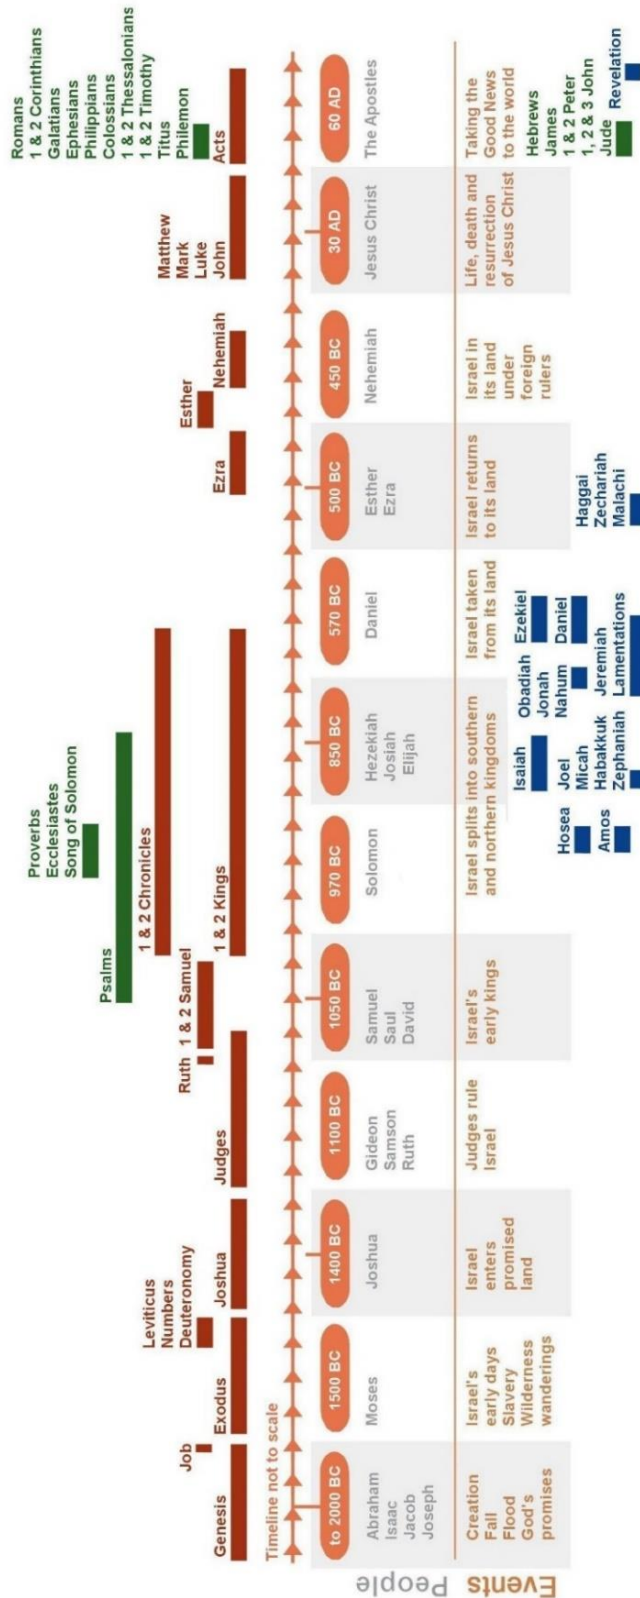 Proverbs
Ecclesiastes
Song of Solomon
Psalms
1 & 2 Chronicles
Romans
1 & 2 Corinthians
Galatians
Ephesians
Philippians
Colossians
1 & 2 Thessalonians
1 & 2 Timothy
Titus
Philemon
Job
Leviticus
Numbers
Deuteronomy
Ruth
1 & 2 Samuel
Esther
Matthew
Mark
Luke
John
Genesis
Exodus
Joshua
Judges
1 & 2 Kings
Ezra
Nehemiah
Acts
Timeline not to scale
to 2000 BC
1500 BC
1400 BC
1100 BC
1050 BC
970 BC
850 BC
570 BC
500 BC
450 BC
30 AD
60 AD
People
Abraham
Isaac
Jacob
Joseph
Moses
Joshua
Gideon
Samson
Ruth
Samuel
Saul
David
Solomon
Hezekiah
Josiah
Elijah
Daniel
Esther
Ezra
Nehemiah
Jesus Christ
The Apostles
Events
Creation
Fall
Flood
God's
promises
Israel's
early days
Slavery
Wilderness
wanderings
Israel
enters
promised
land
Judges rule
Israel
Israel's
early kings
Israel splits into southern
and northern kingdoms
Israel taken
from its land
Israel returns
to its land
Israel in
its land
under
foreign
rulers
Life, death and
resurrection
of Jesus Christ
Taking the
Good News
to the world
Hosea
Amos
Isaiah
Joel
Micah
Habakkuk
Zephaniah
Obadiah
Jonah
Nahum
Jeremiah
Lamentations
Ezekiel
Daniel
Haggai
Zechariah
Malachi
Hebrews
James
1 & 2 Peter
1, 2 & 3 John
Jude
Revelation